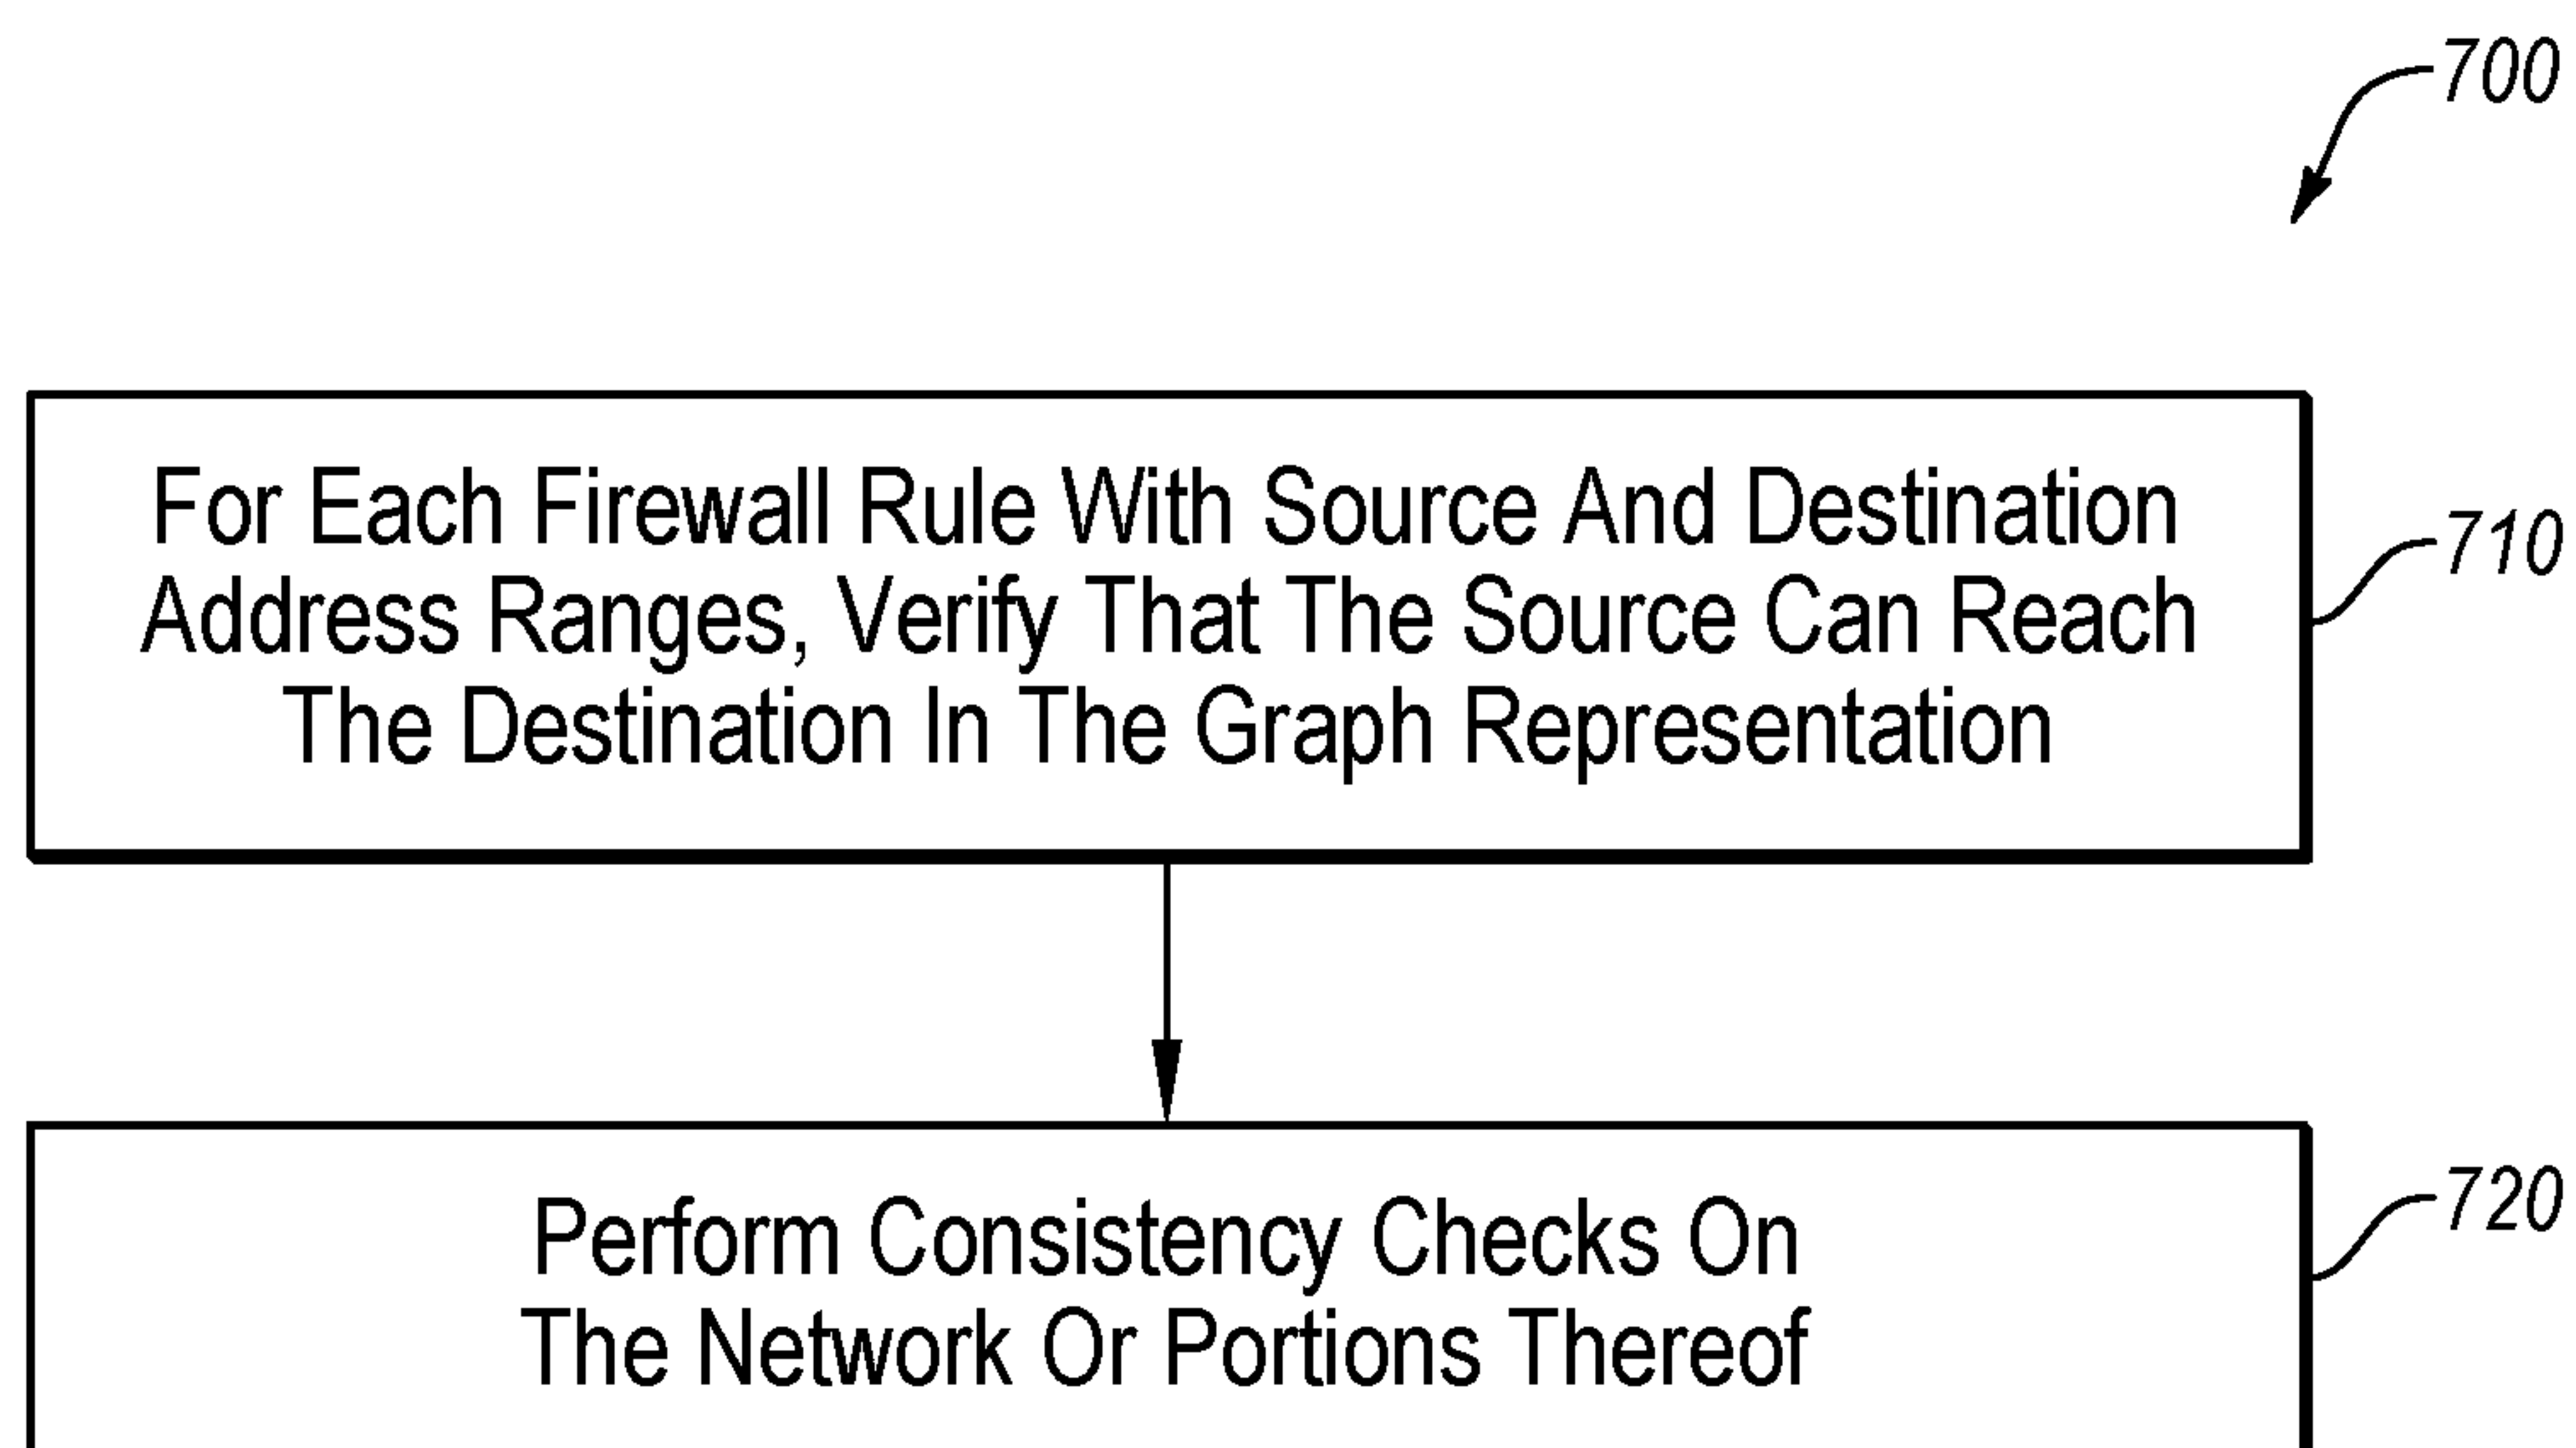 700
For Each Firewall Rule With Source And Destination
Address Ranges, Verify That The Source Can Reach
The Destination In The Graph Representation
710
Perform Consistency Checks On
The Network Or Portions Thereof
720